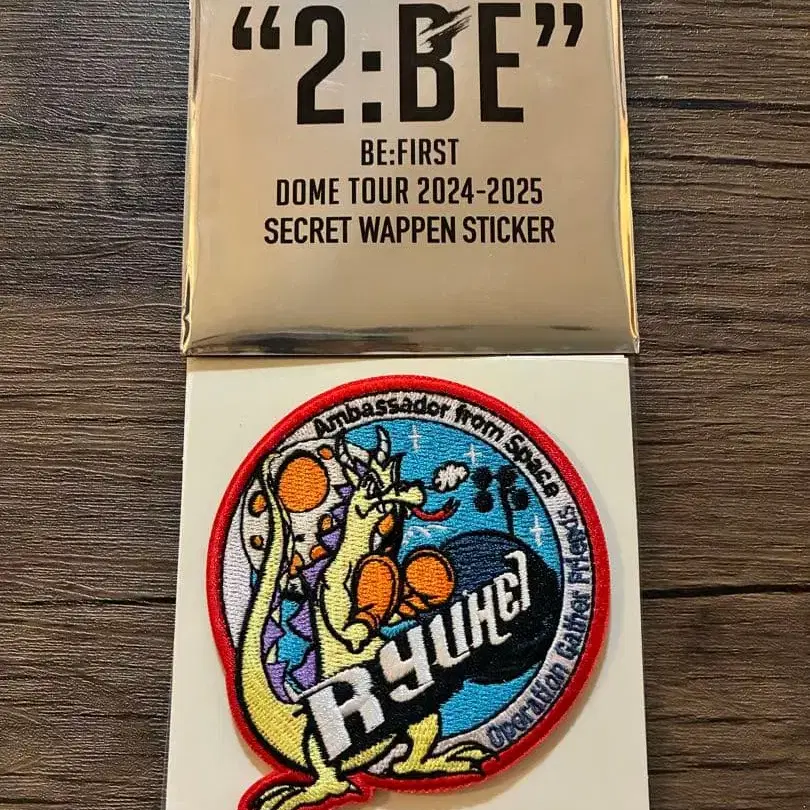 “2:BE”
BE:FIRST
DOME TOUR 2024-2025
SECRET WAPPEN STICKER
Ambassador from Space
Operation Gather Friends
RyuHEI